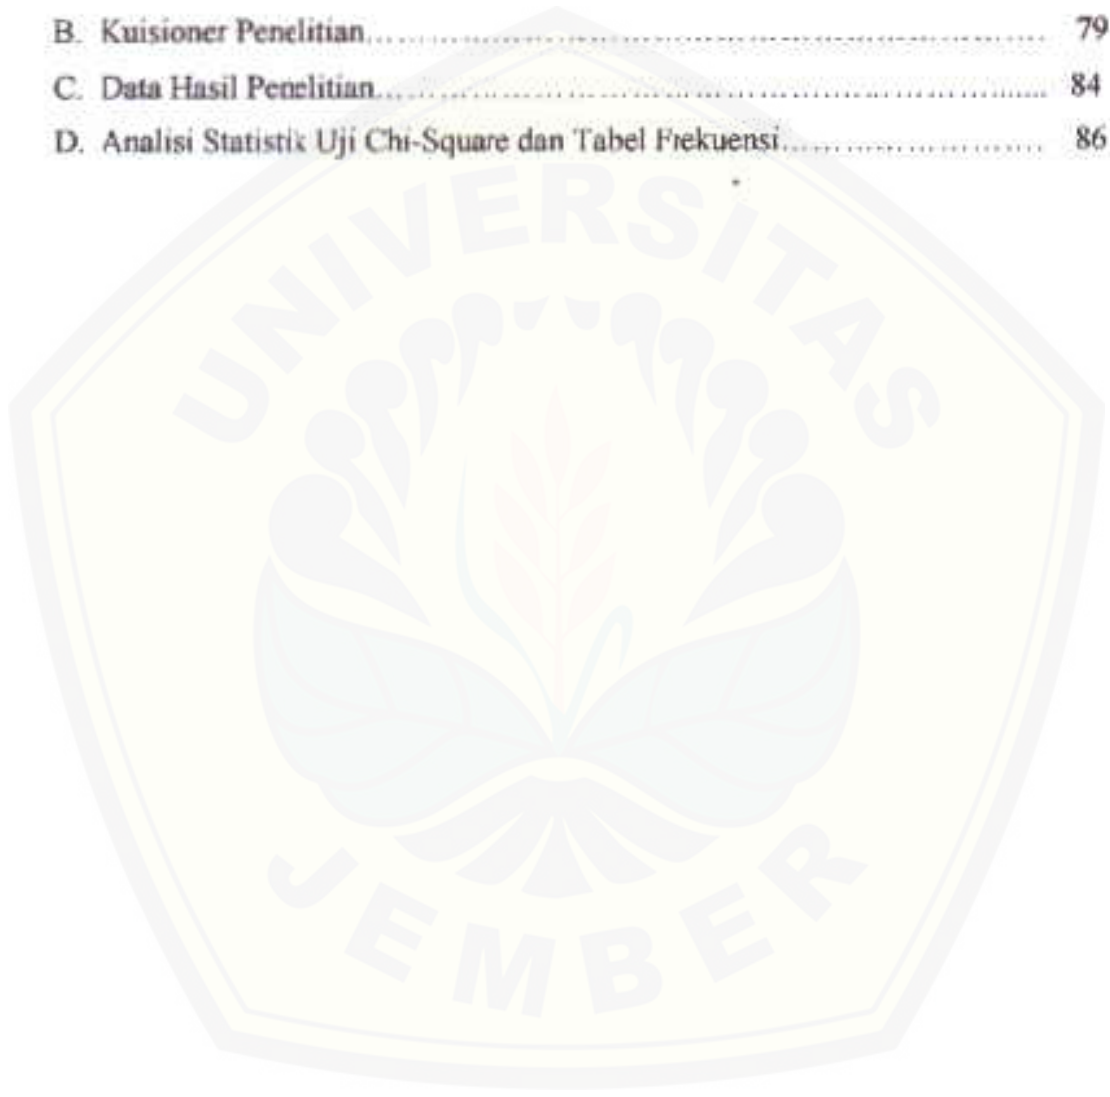 B. Kuisioner Penelitian.......................................................................... 79
C. Data Hasil Penelitian......................................................................... 84
D. Analisi Statistik Uji Chi-Square dan Tabel Frekuensi........................... 86
UNIVERSITAS
JEMBER